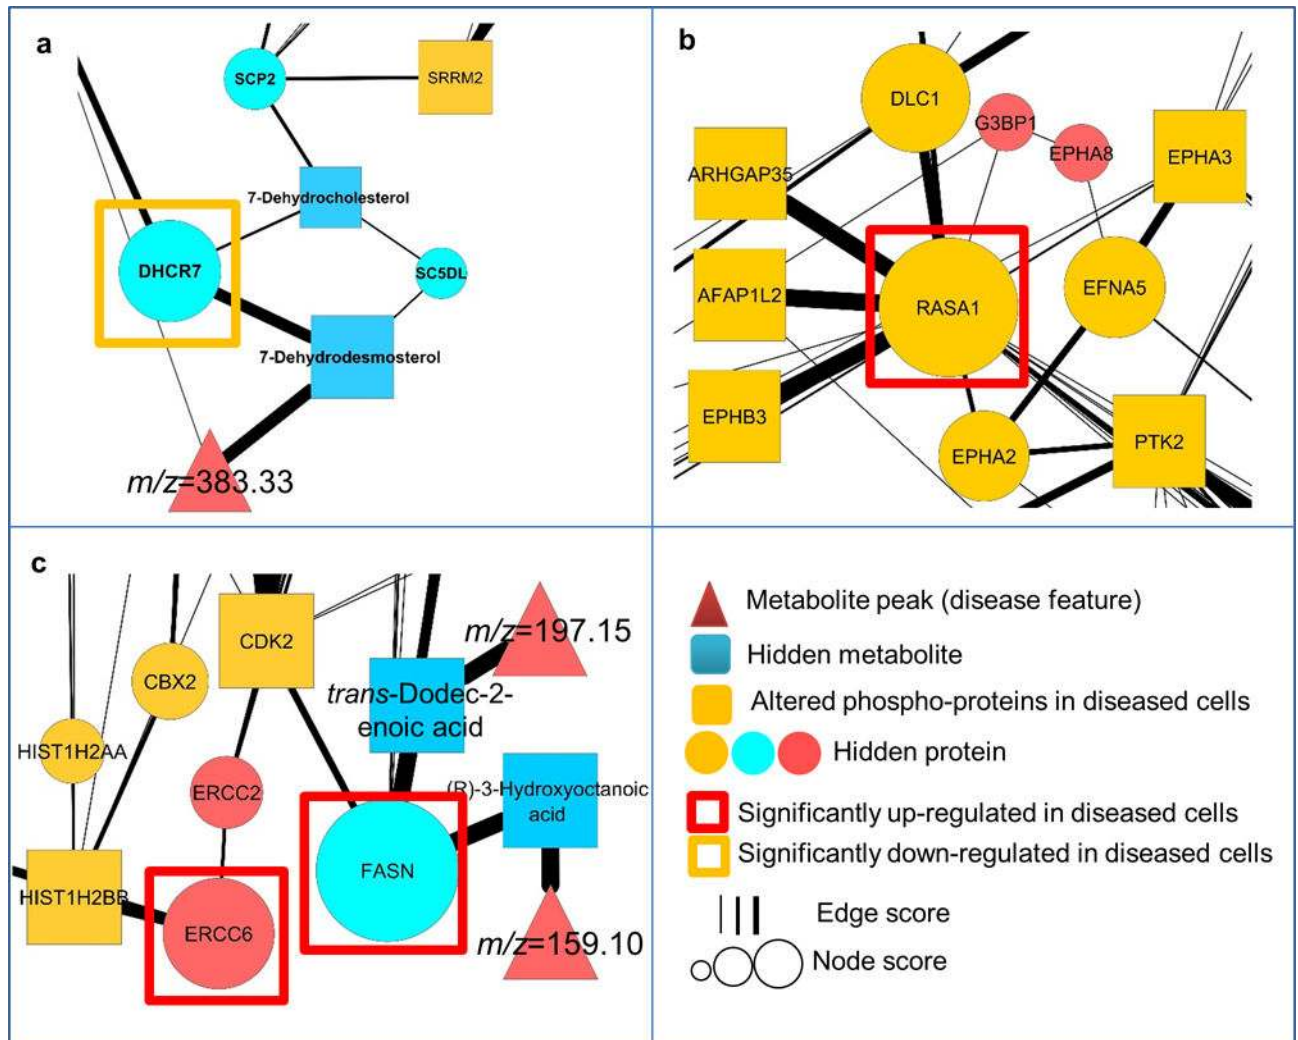 a
SCP2
SRRM2
7-Dehydrocholesterol
DHCR7
SC5DL
7-Dehydrodesmosterol
m/z=383.33
b
DLC1
G3BP1
EPHA8
EPHA3
ARHGAP35
AFAP1L2
RASA1
EFNA5
EPHB3
EPHA2
PTK2
c
CDK2
m/z=197.15
CBX2
trans-Dodec-2-
enoic acid
HIST1H2AA
ERCC2
(R)-3-Hydroxyoctanoic
acid
FASN
HIST1H2BB
ERCC6
m/z=159.10
Metabolite peak (disease feature)
Hidden metabolite
Altered phospho-proteins in diseased cells
Hidden protein
Significantly up-regulated in diseased cells
Significantly down-regulated in diseased cells
Edge score
Node score